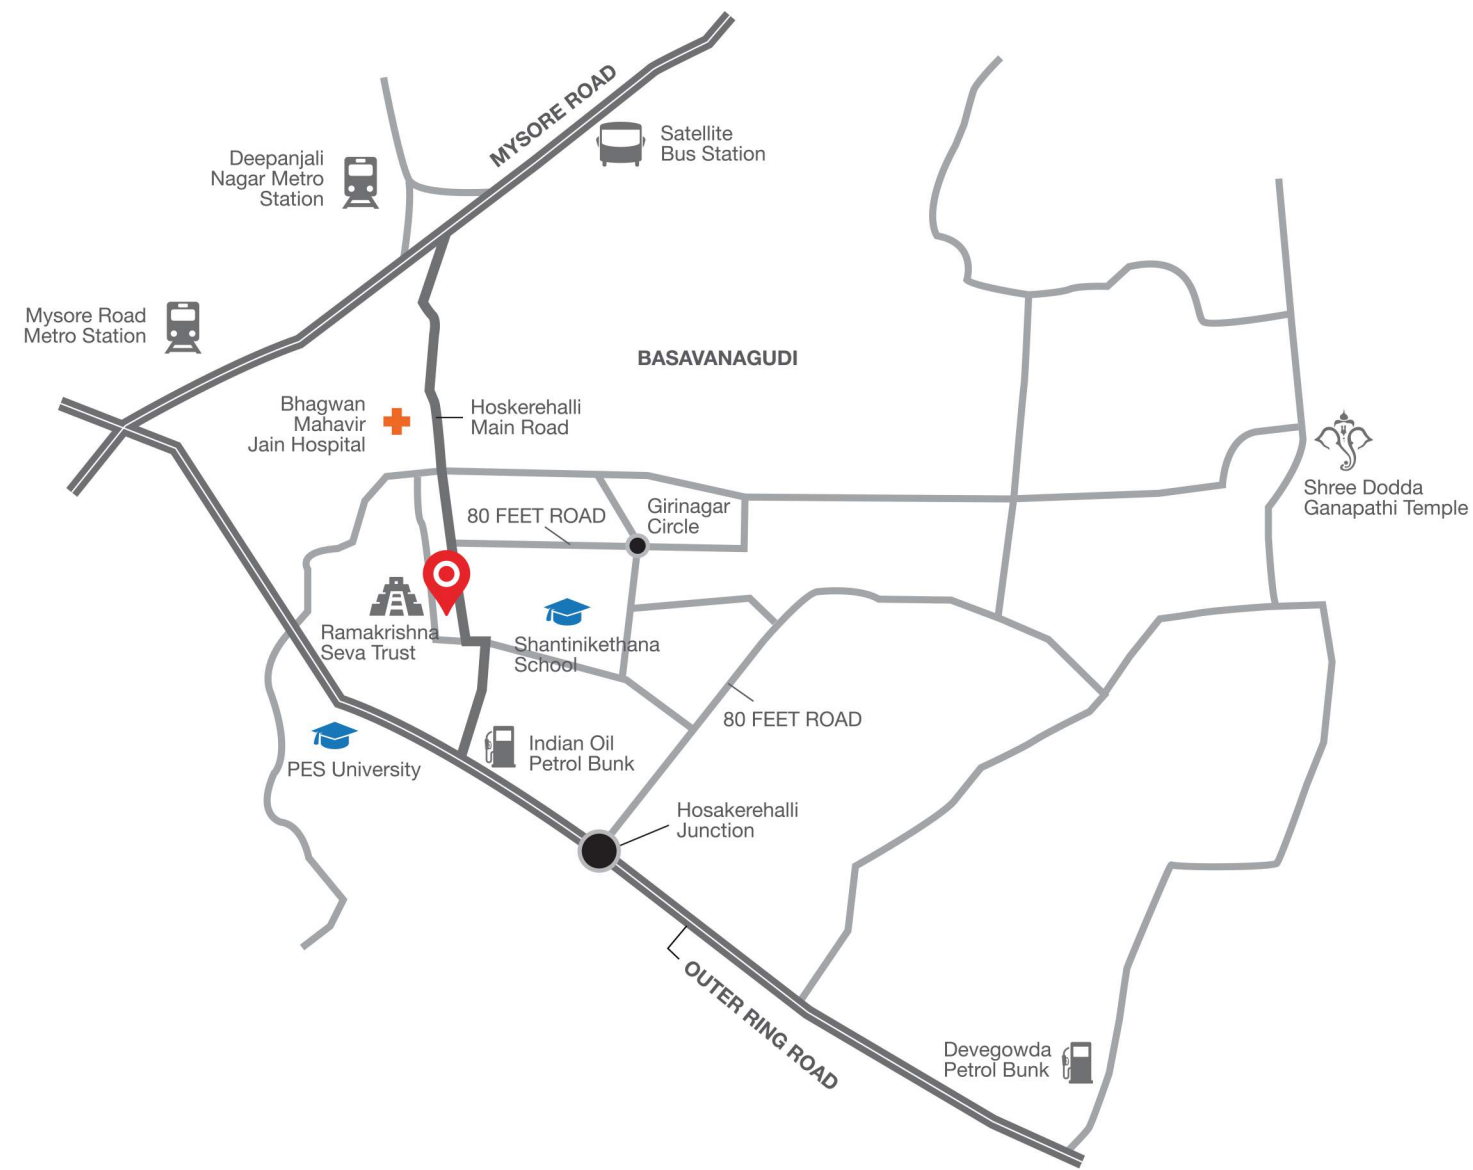 MYSORE ROAD
Satellite
Bus Station
Deepanjali
Nagar Metro
Station
Mysore Road
Metro Station
BASAVANAGUDI
Bhagwan
Mahavir
Jain Hospital
Hoskerehalli
Main Road
Shree Dodda
Ganapathi Temple
80 FEET ROAD
Girinagar
Circle
Ramakrishna
Seva Trust
Shantinikethana
School
80 FEET ROAD
PES University
Indian Oil
Petrol Bunk
Hosakerehalli
Junction
OUTER RING ROAD
Devegowda
Petrol Bunk